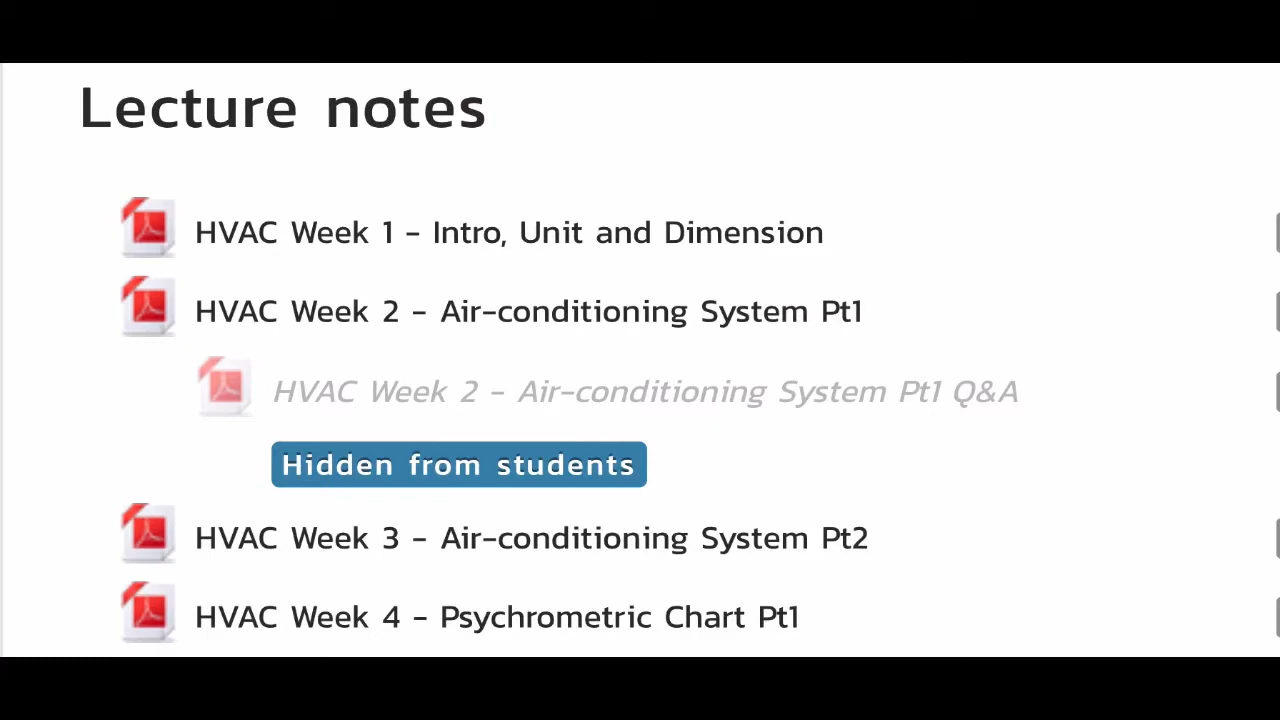 Lecture notes
HVAC Week 1 - Intro, Unit and Dimension
HVAC Week 2 - Air-conditioning System Pt1
HVAC Week 2 - Air-conditioning System Pt1 Q&A
Hidden from students
HVAC Week 3 - Air-conditioning System Pt2
HVAC Week 4 - Psychrometric Chart Pt1